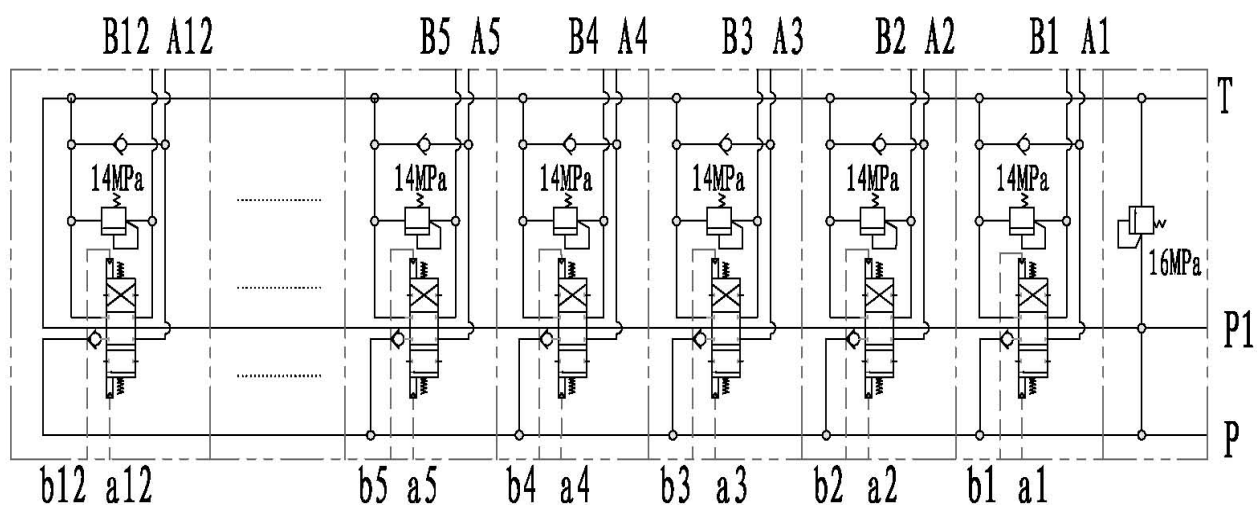 B12 A12 B5 A5 B4 A4 B3 A3 B2 A2 B1 A1
T
14MPa 14MPa 14MPa 14MPa 14MPa 14MPa
16MPa
P1
P
b12 a12 b5 a5 b4 a4 b3 a3 b2 a2 b1 a1